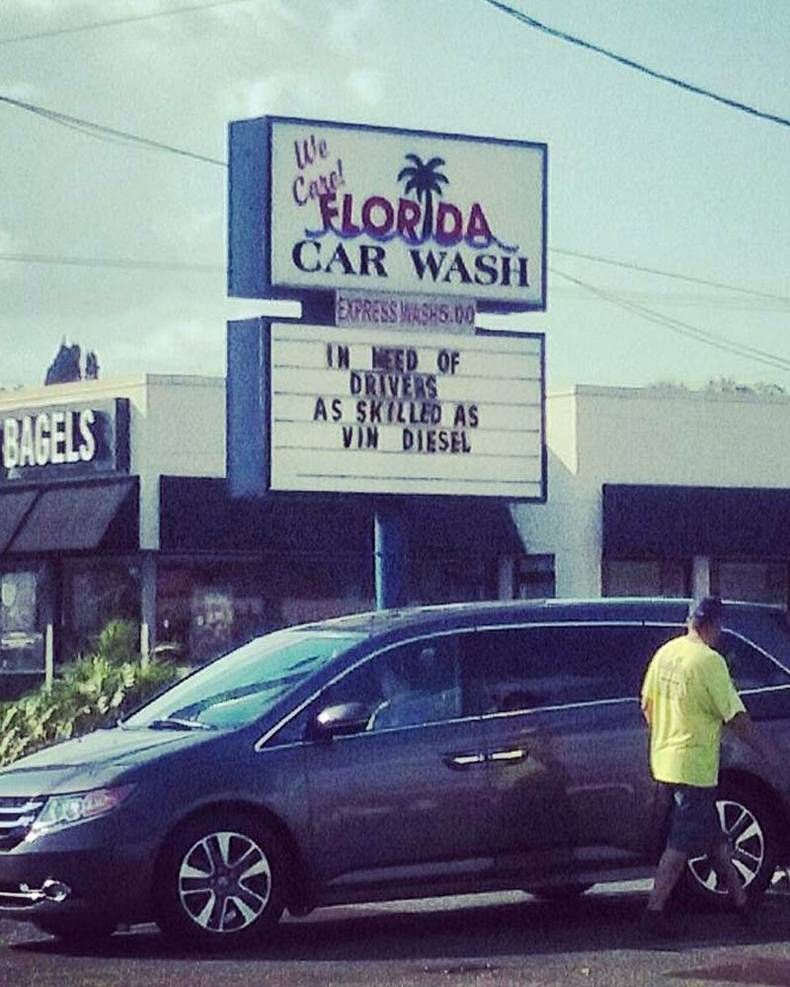 We
Care!
FLORIDA
CAR WASH
EXPRESS WASH 5.00
IN NEED OF
DRIVERS
AS SKILLED AS
VIN DIESEL
BAGELS